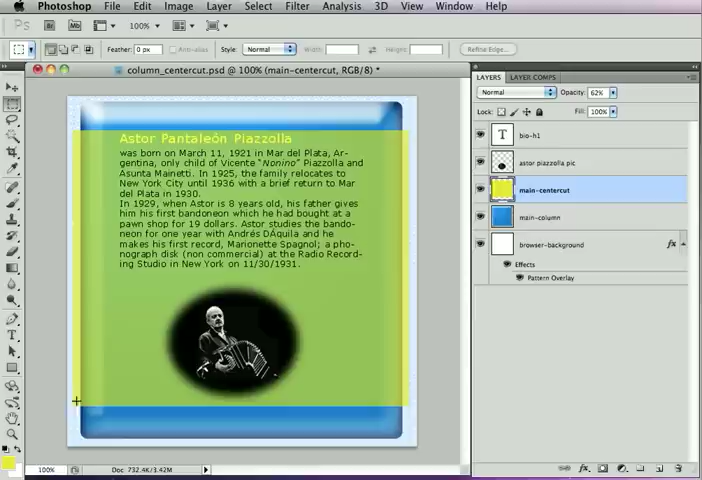 Photoshop File Edit Image Layer Select Filter Analysis 3D View Window Help
Ps Br Mb 100%
Feather: 0 px Anti-alias Style: Normal Width: Height: Refine Edge...
column_centercut.psd @ 100% (main-centercut, RGB/8) *
LAYERS LAYER COMPS
Normal Opacity: 62%
Lock: Fill: 100%
T bio-h1
astor piazzolla pic
main-centercut
main-column
browser-background fx
Effects
Pattern Overlay
Astor Pantaleón Piazzolla
was born on March 11, 1921 in Mar del Plata, Ar-
gentina, only child of Vicente "Nonino" Piazzolla and
Asunta Mainetti. In 1925, the family relocates to
New York City until 1936 with a brief return to Mar
del Plata in 1930.
In 1929, when Astor is 8 years old, his father gives
him his first bandoneon which he had bought at a
pawn shop for 19 dollars. Astor studies the bando-
neon for one year with Andrés DÁquila and he
makes his first record, Marionette Spagnol; a pho-
nograph disk (non commercial) at the Radio Record-
ing Studio in New York on 11/30/1931.
100% Doc: 732.4K/3.42M
fx